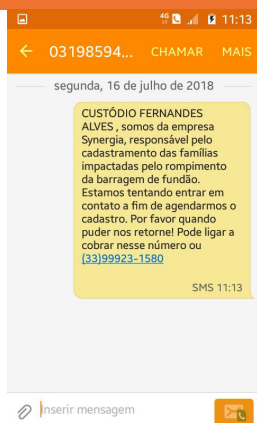 4G 11:13
03198594... CHAMAR MAIS
segunda, 16 de julho de 2018
CUSTÓDIO FERNANDES
ALVES , somos da empresa
Synergia, responsável pelo
cadastramento das famílias
impactadas pelo rompimento
da barragem de fundão.
Estamos tentando entrar em
contato a fim de agendarmos o
cadastro. Por favor quando
puder nos retorne! Pode ligar a
cobrar nesse número ou
(33)99923-1580
SMS 11:13
Inserir mensagem